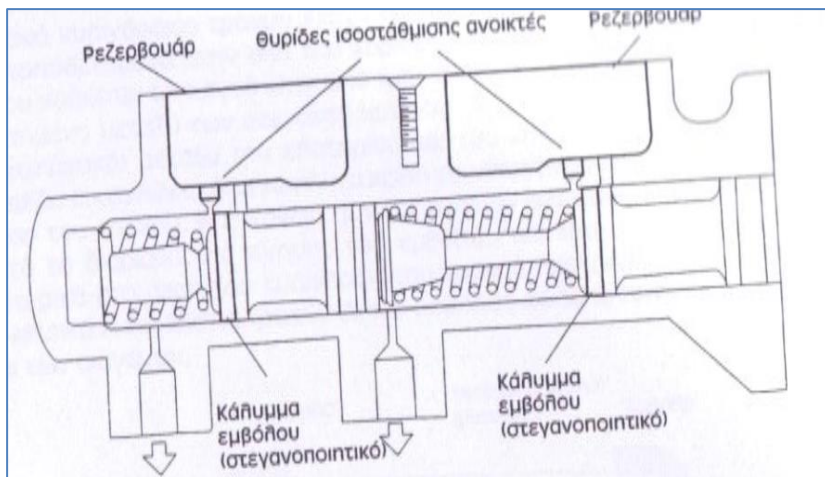 Ρεζερβουάρ
θυρίδες ισοστάθμισης ανοικτές
Ρεζερβουάρ
Κάλυμμα
εμβόλου
(στεγανοποιητικό)
Κάλυμμα
εμβόλου
(στεγανοποιητικό)